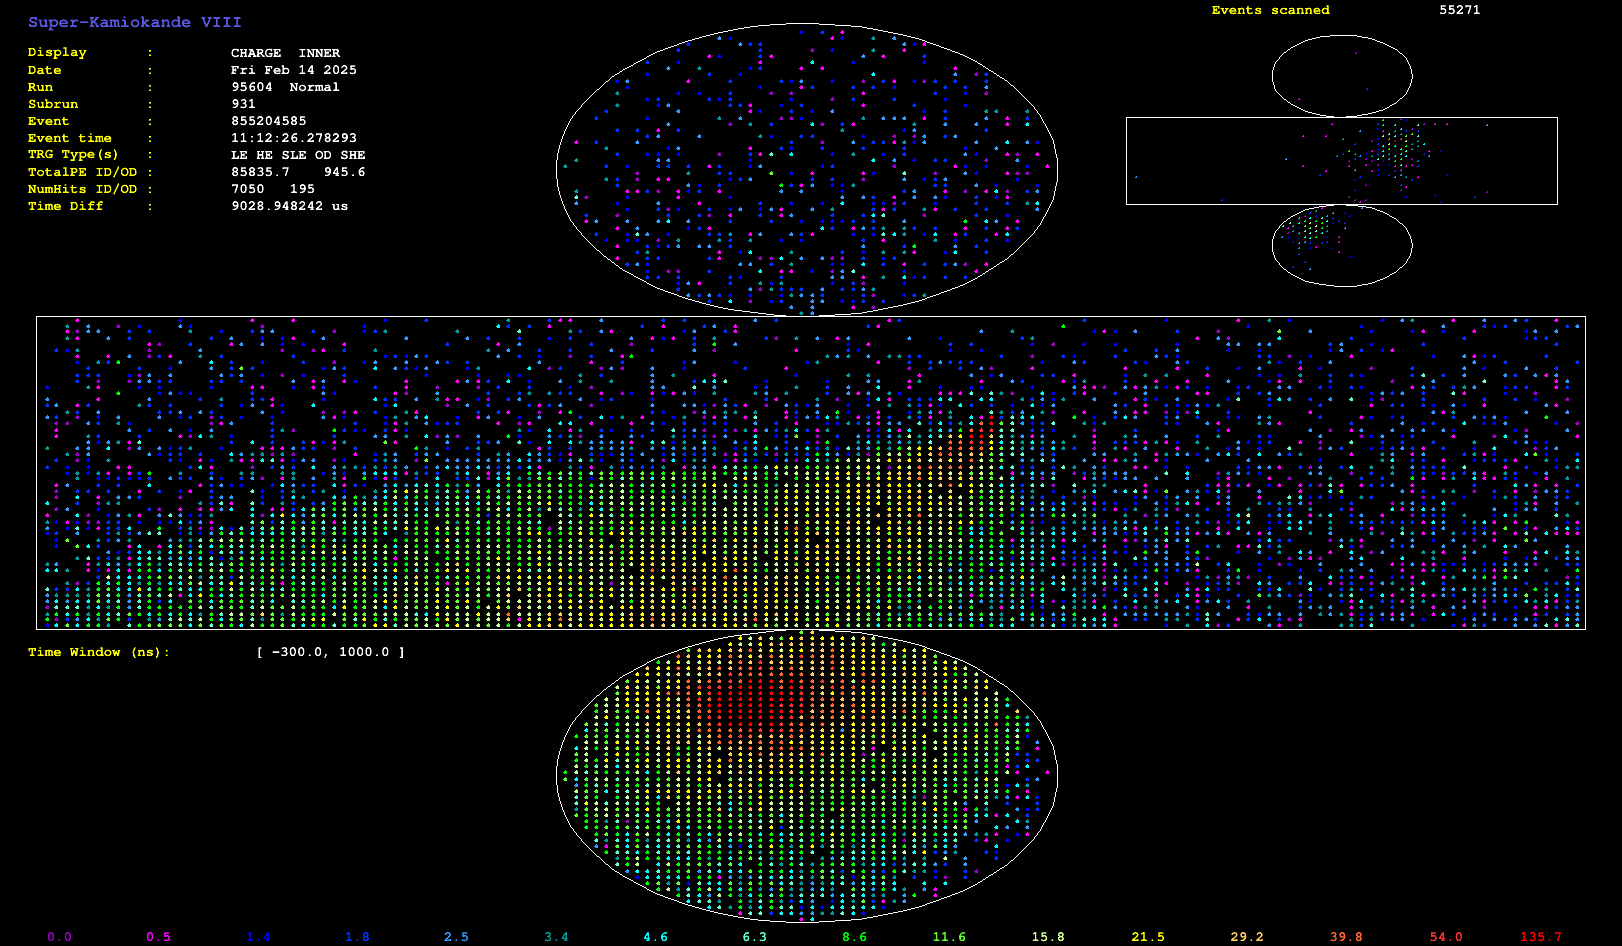 Super-Kamiokande VIII
Events scanned 55271
Display : CHARGE INNER
Date : Fri Feb 14 2025
Run : 95604 Normal
Subrun : 931
Event : 855204585
Event time : 11:12:26.278293
TRG Type(s) : LE HE SLE OD SHE
TotalPE ID/OD : 85835.7 945.6
NumHits ID/OD : 7050 195
Time Diff : 9028.948242 us
Time Window (ns): [ -300.0, 1000.0 ]
0.0 0.5 1.4 1.8 2.5 3.4 4.6 6.3 8.6 11.6 15.8 21.5 29.2 39.8 54.0 135.7